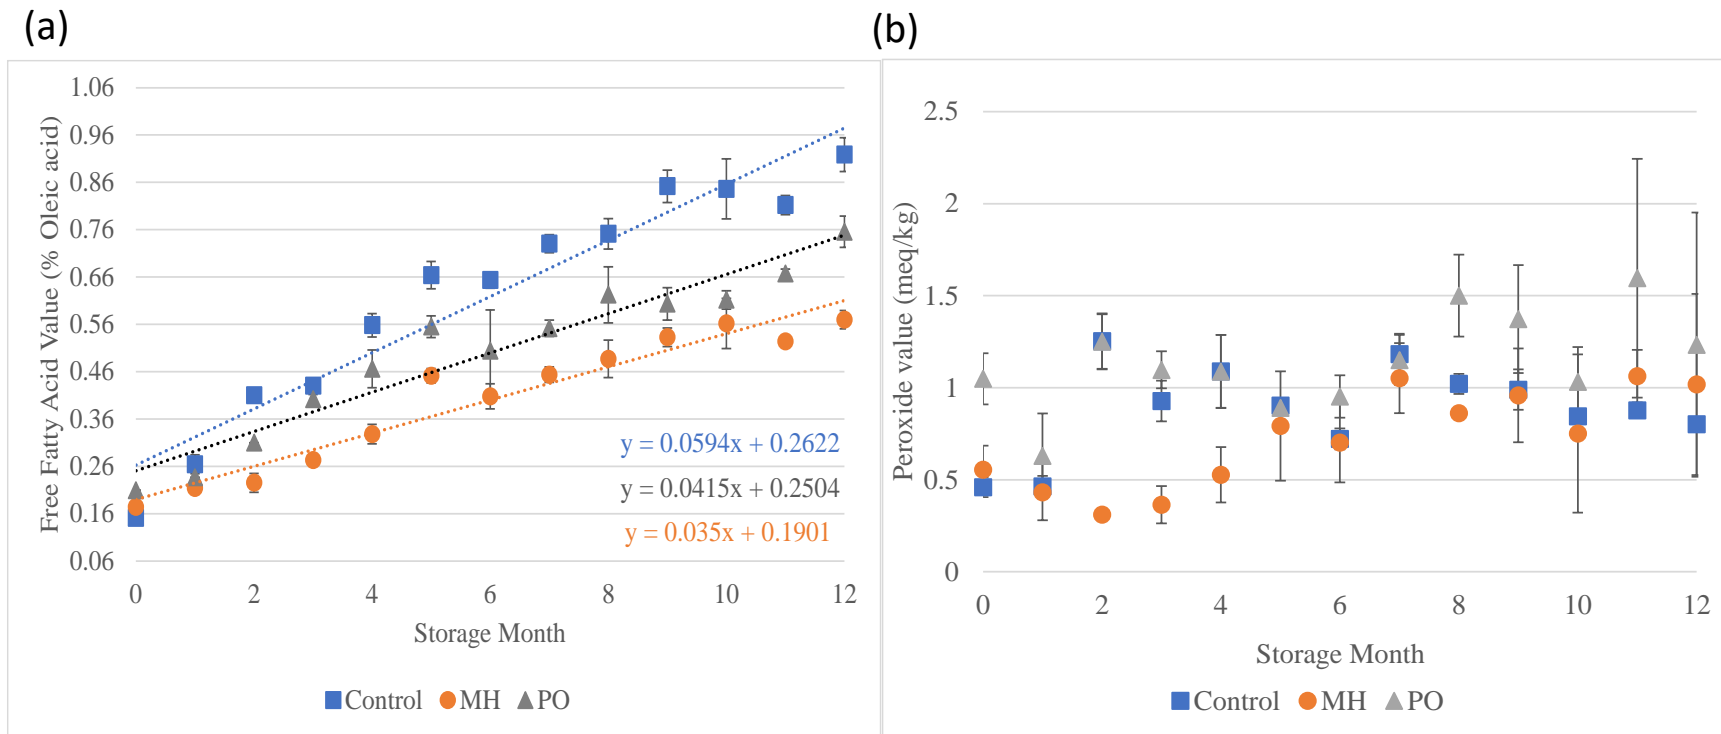 (a)
Free Fatty Acid Value (% Oleic acid)
1.06
0.96
0.86
0.76
0.66
0.56
0.46
0.36
0.26
0.16
0.06
y = 0.0594x + 0.2622
y = 0.0415x + 0.2504
y = 0.035x + 0.1901
0 2 4 6 8 10 12
Storage Month
Control MH PO
(b)
Peroxide value (meq/kg)
2.5
2
1.5
1
0.5
0
0 2 4 6 8 10 12
Storage Month
Control MH PO